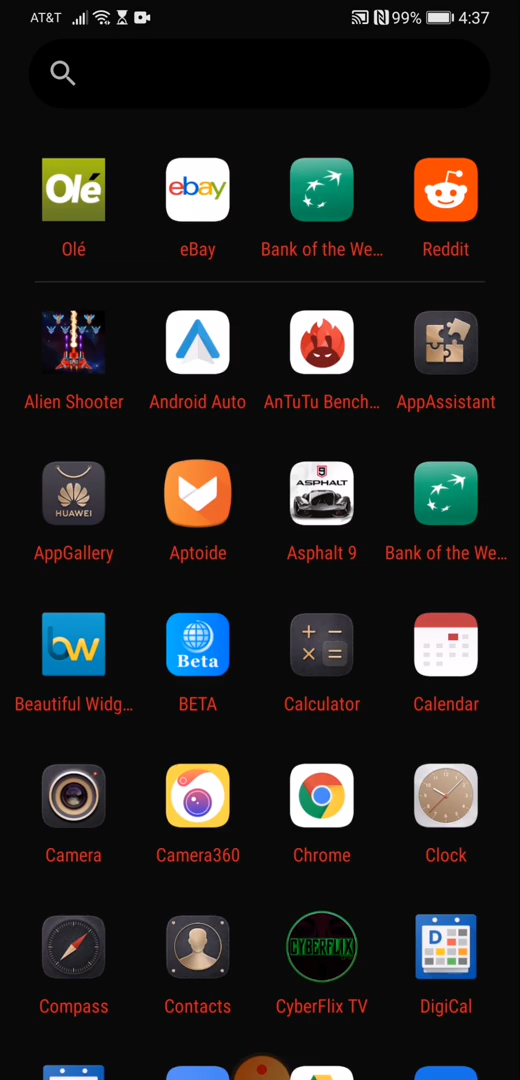 AT&T 99% 4:37
Olé ebay
Olé eBay Bank of the We... Reddit
Alien Shooter Android Auto AnTuTu Bench... AppAssistant
HUAWEI 9 ASPHALT
AppGallery Aptoide Asphalt 9 Bank of the We...
bw Beta
Beautiful Widg... BETA Calculator Calendar
Camera Camera360 Chrome Clock
CYBERFLIX D
Compass Contacts CyberFlix TV DigiCal